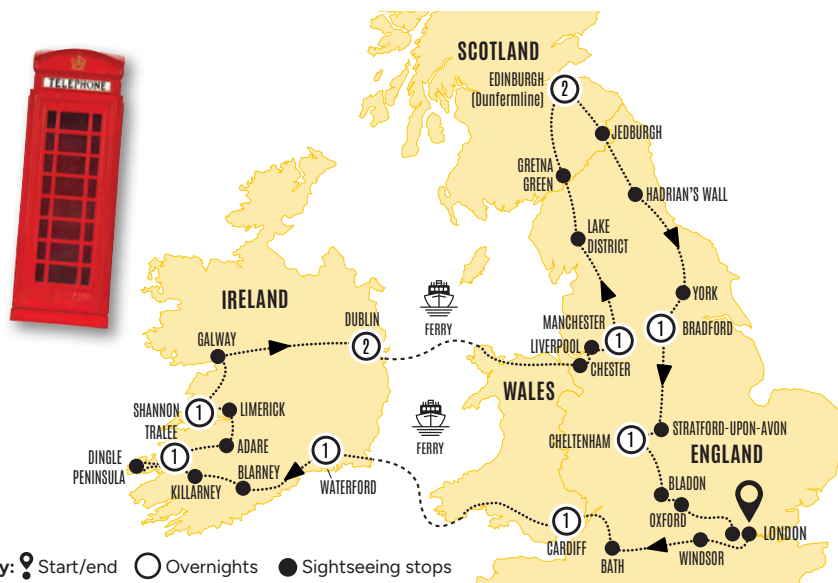 TELEPHONE
SCOTLAND
EDINBURGH
(Dunfermline)
2
JEDBURGH
GRETNA
GREEN
HADRIAN'S WALL
LAKE
DISTRICT
YORK
IRELAND
DUBLIN
2
GALWAY
FERRY
MANCHESTER
1
LIVERPOOL
CHESTER
1
BRADFORD
WALES
SHANNON
1
LIMERICK
TRALEE
1
ADARE
DINGLE
PENINSULA
KILLARNEY
BLARNEY
1
WATERFORD
FERRY
STRATFORD-UPON-AVON
CHELTENHAM
1
ENGLAND
BLADON
OXFORD
LONDON
1
CARDIFF
BATH
WINDSOR
y: Start/end Overnights Sightseeing stops